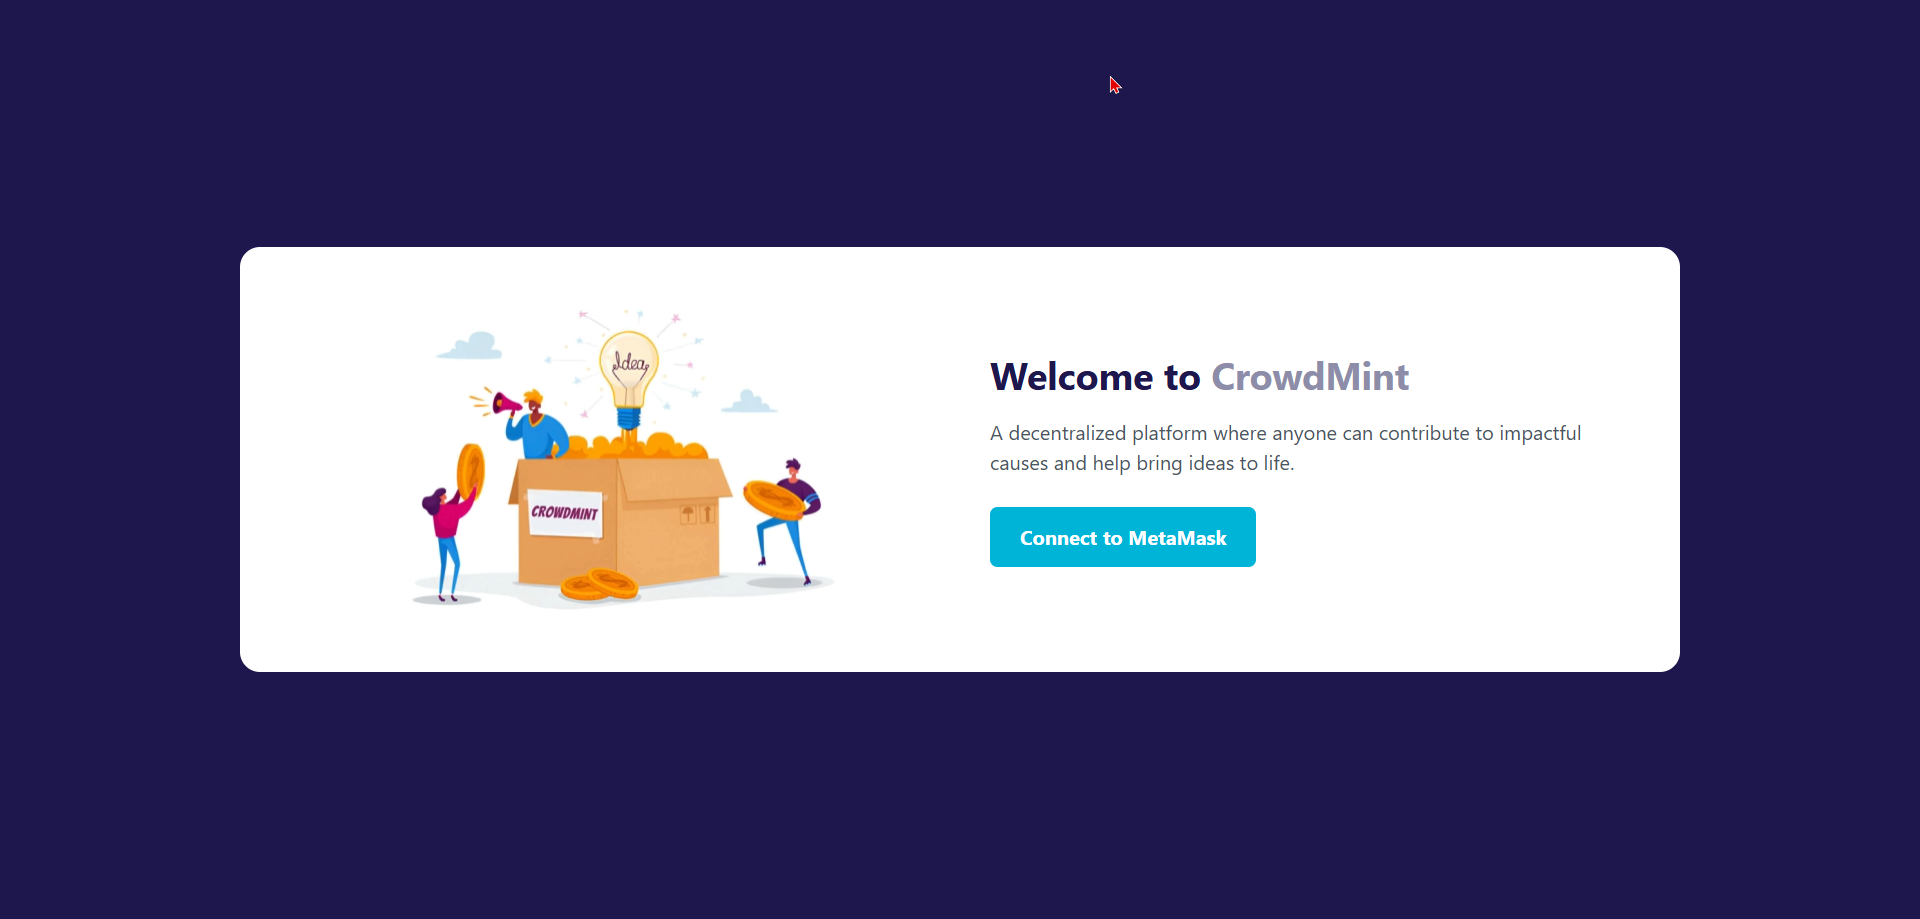 Idea
CROWDMINT
Welcome to CrowdMint
A decentralized platform where anyone can contribute to impactful
causes and help bring ideas to life.
Connect to MetaMask